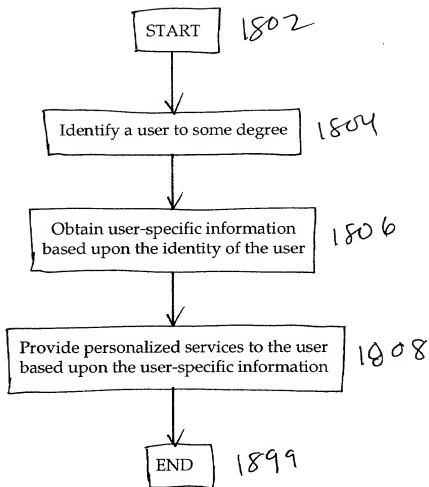 START 1802
Identify a user to some degree 1804
Obtain user-specific information
based upon the identity of the user 1806
Provide personalized services to the user
based upon the user-specific information 1808
END 1899